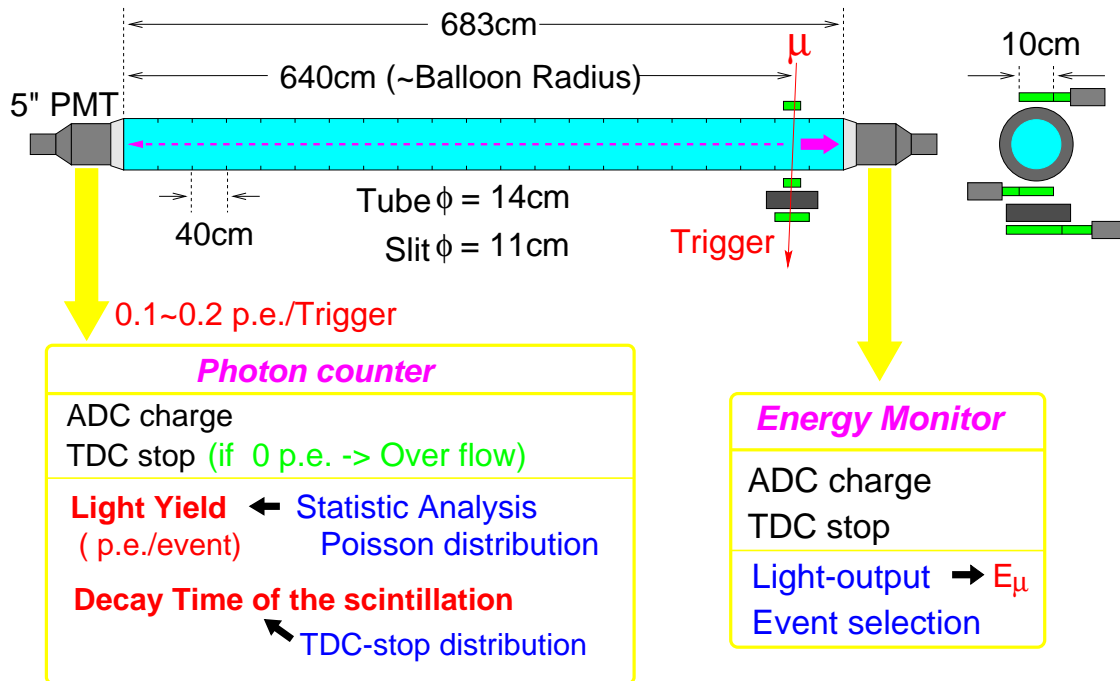 683cm
μ
10cm
640cm (~Balloon Radius)
5" PMT
40cm
Tube ϕ = 14cm
Slit ϕ = 11cm
Trigger
0.1~0.2 p.e./Trigger
Photon counter
ADC charge
TDC stop (if 0 p.e. -> Over flow)
Light Yield
( p.e./event)
Statistic Analysis
Poisson distribution
Decay Time of the scintillation
TDC-stop distribution
Energy Monitor
ADC charge
TDC stop
Light-output
Eμ
Event selection